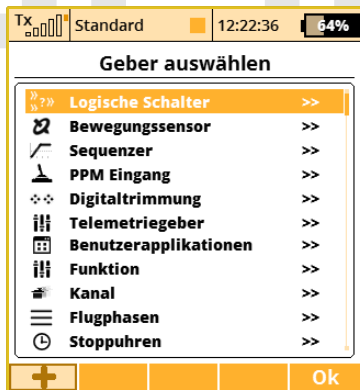 Tx Standard 12:22:36 64%
Geber auswählen
»?» Logische Schalter >>
Bewegungssensor >>
Sequenzer >>
PPM Eingang >>
Digitaltrimmung >>
Telemetriegeber >>
Benutzerapplikationen >>
Funktion >>
Kanal >>
Flugphasen >>
Stoppuhren >>
Ok